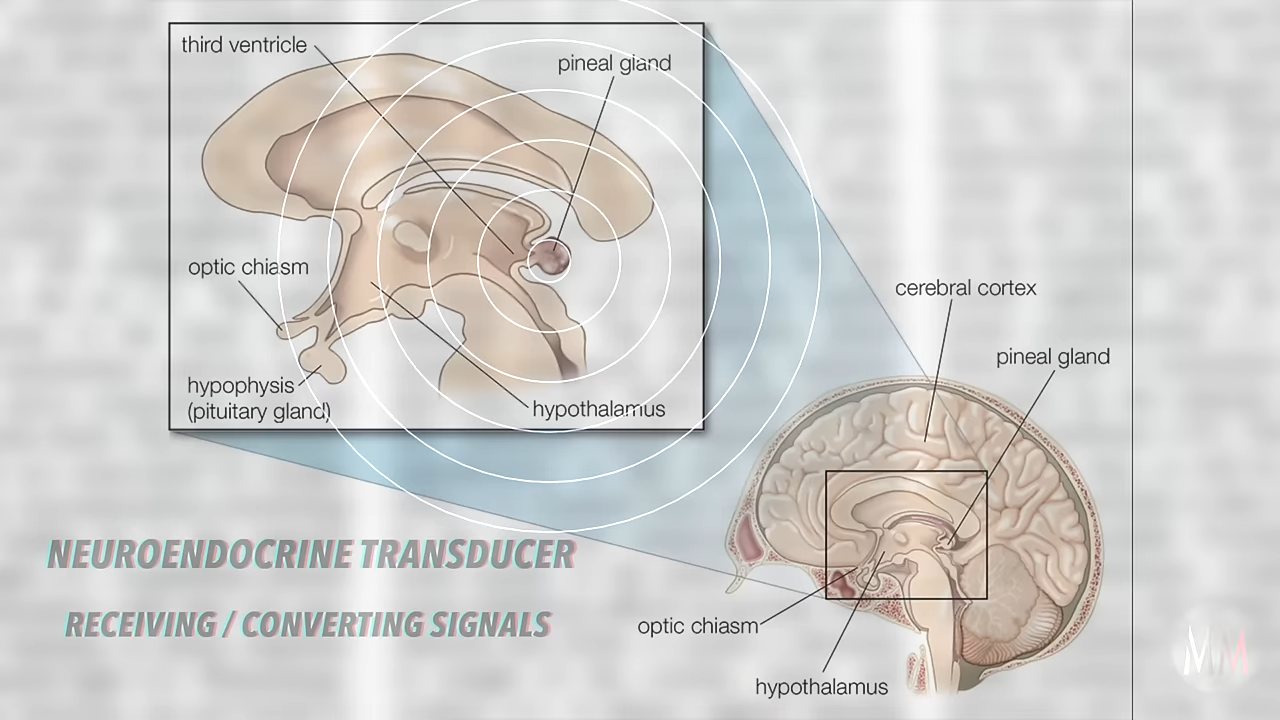 third ventricle
pineal gland
optic chiasm
hypophysis
(pituitary gland)
hypothalamus
cerebral cortex
pineal gland
NEUROENDOCRINE TRANSDUCER
RECEIVING / CONVERTING SIGNALS
optic chiasm
hypothalamus
MM